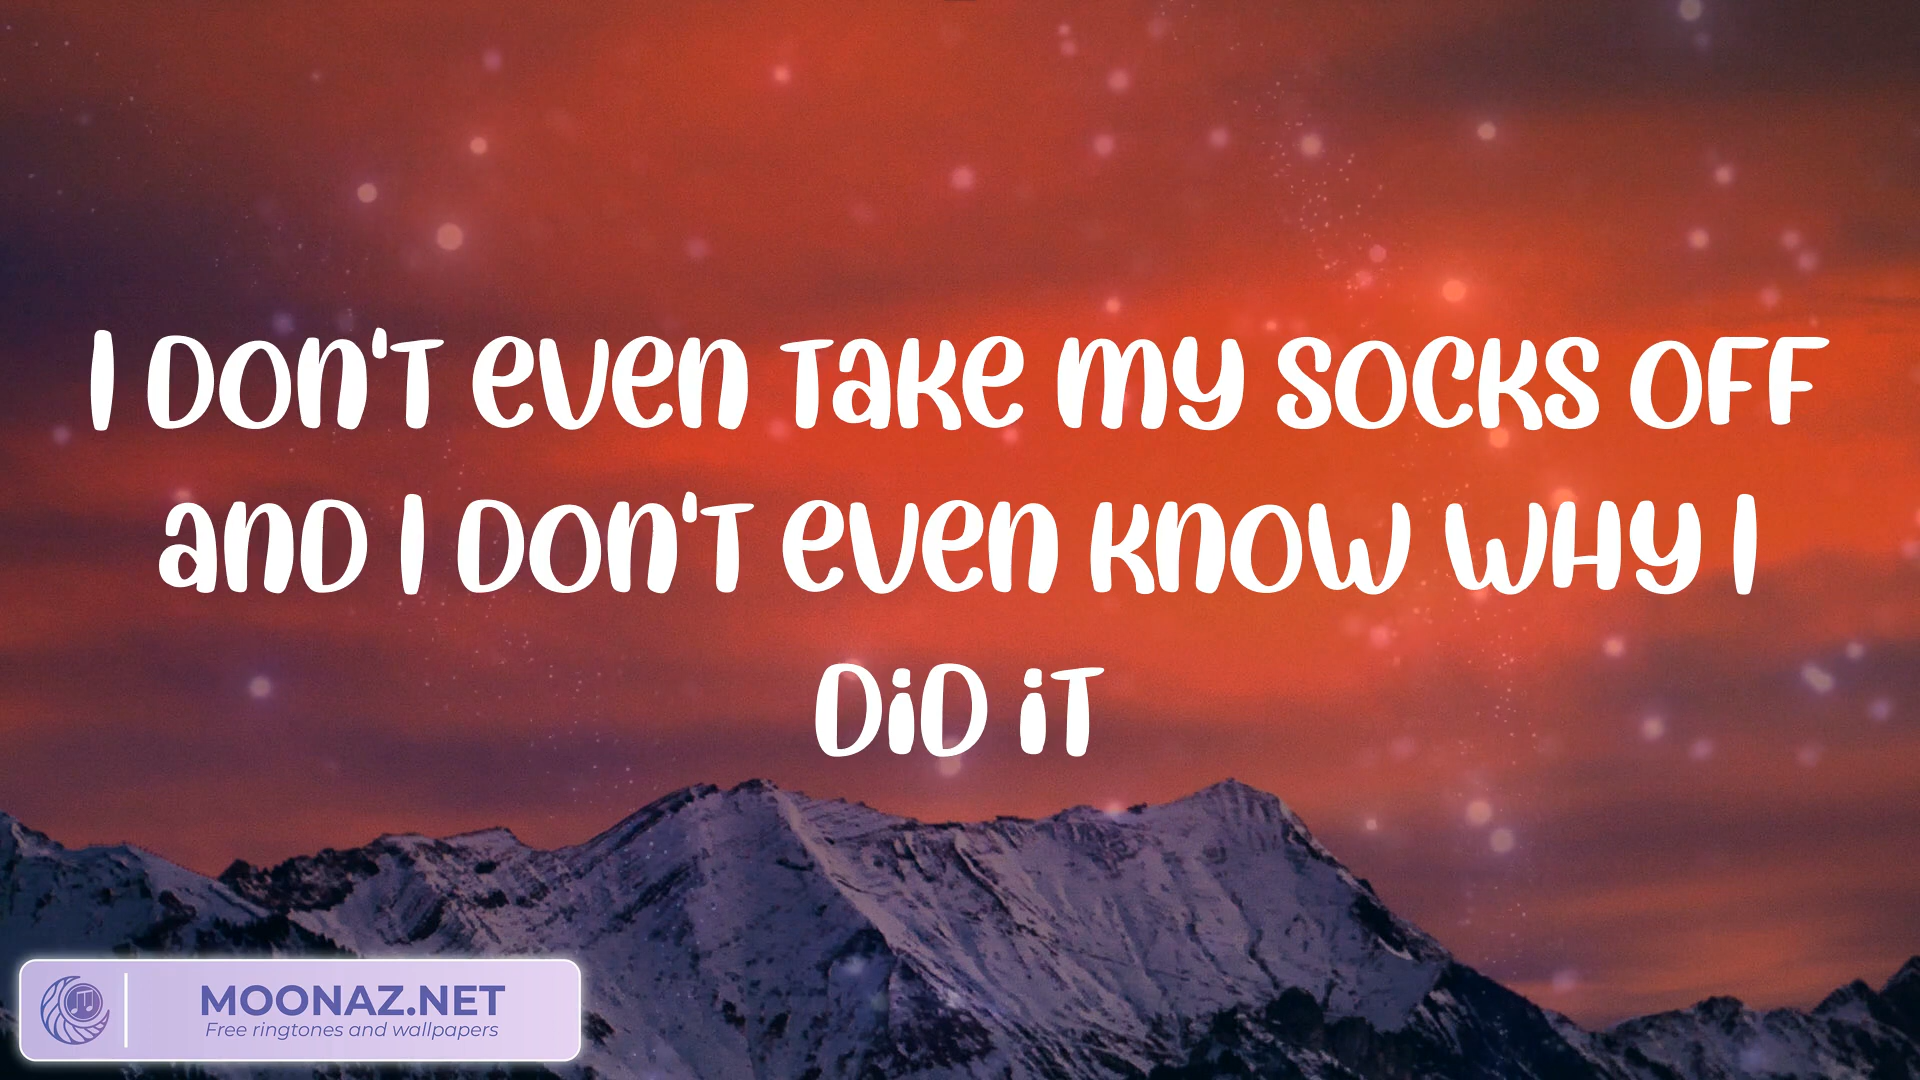 I DON'T EVEN TAKE MY SOCKS OFF
AND I DON'T EVEN KNOW WHY I
DID IT
MOONAZ.NET
Free ringtones and wallpapers